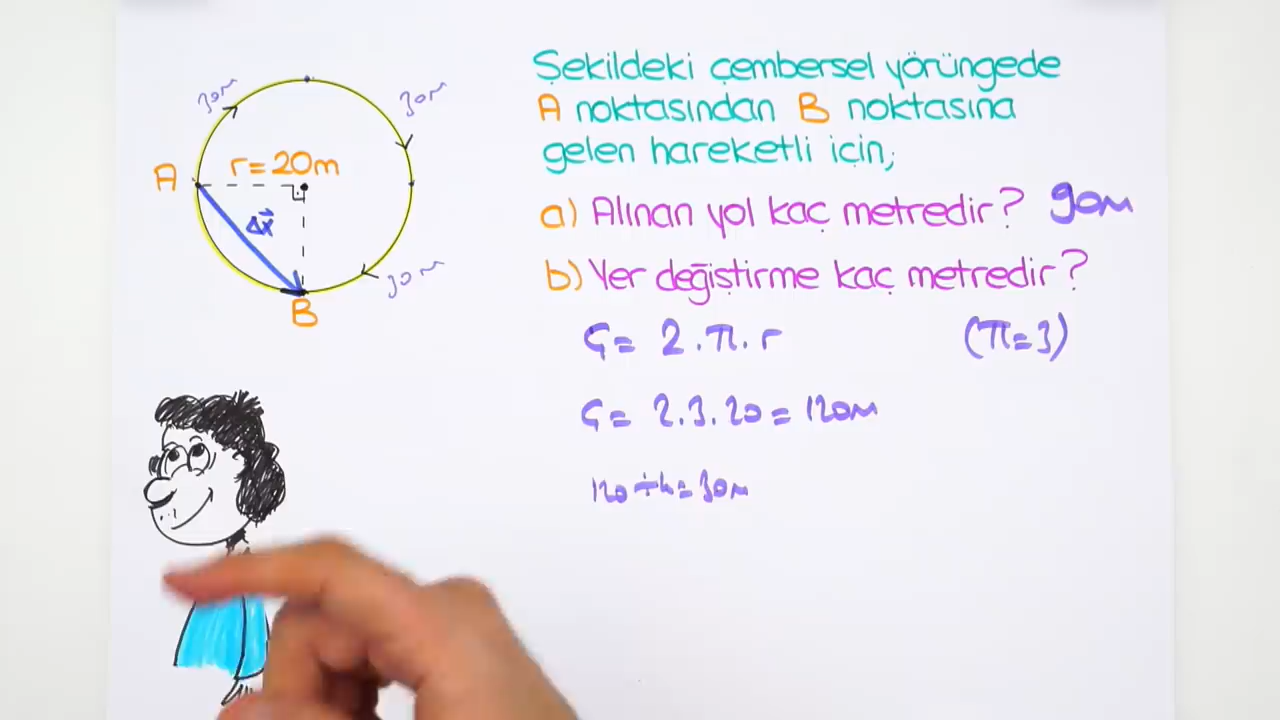 30m
30m
A
r=20m
Δx
30m
B
Şekildeki çembersel yörüngede
A noktasından B noktasına
gelen hareketli için;
a) Alınan yol kaç metredir? 90m
b) Yer değiştirme kaç metredir?
Ç= 2.π.r (π=3)
Ç= 2.3.20=120m
120÷4=30m